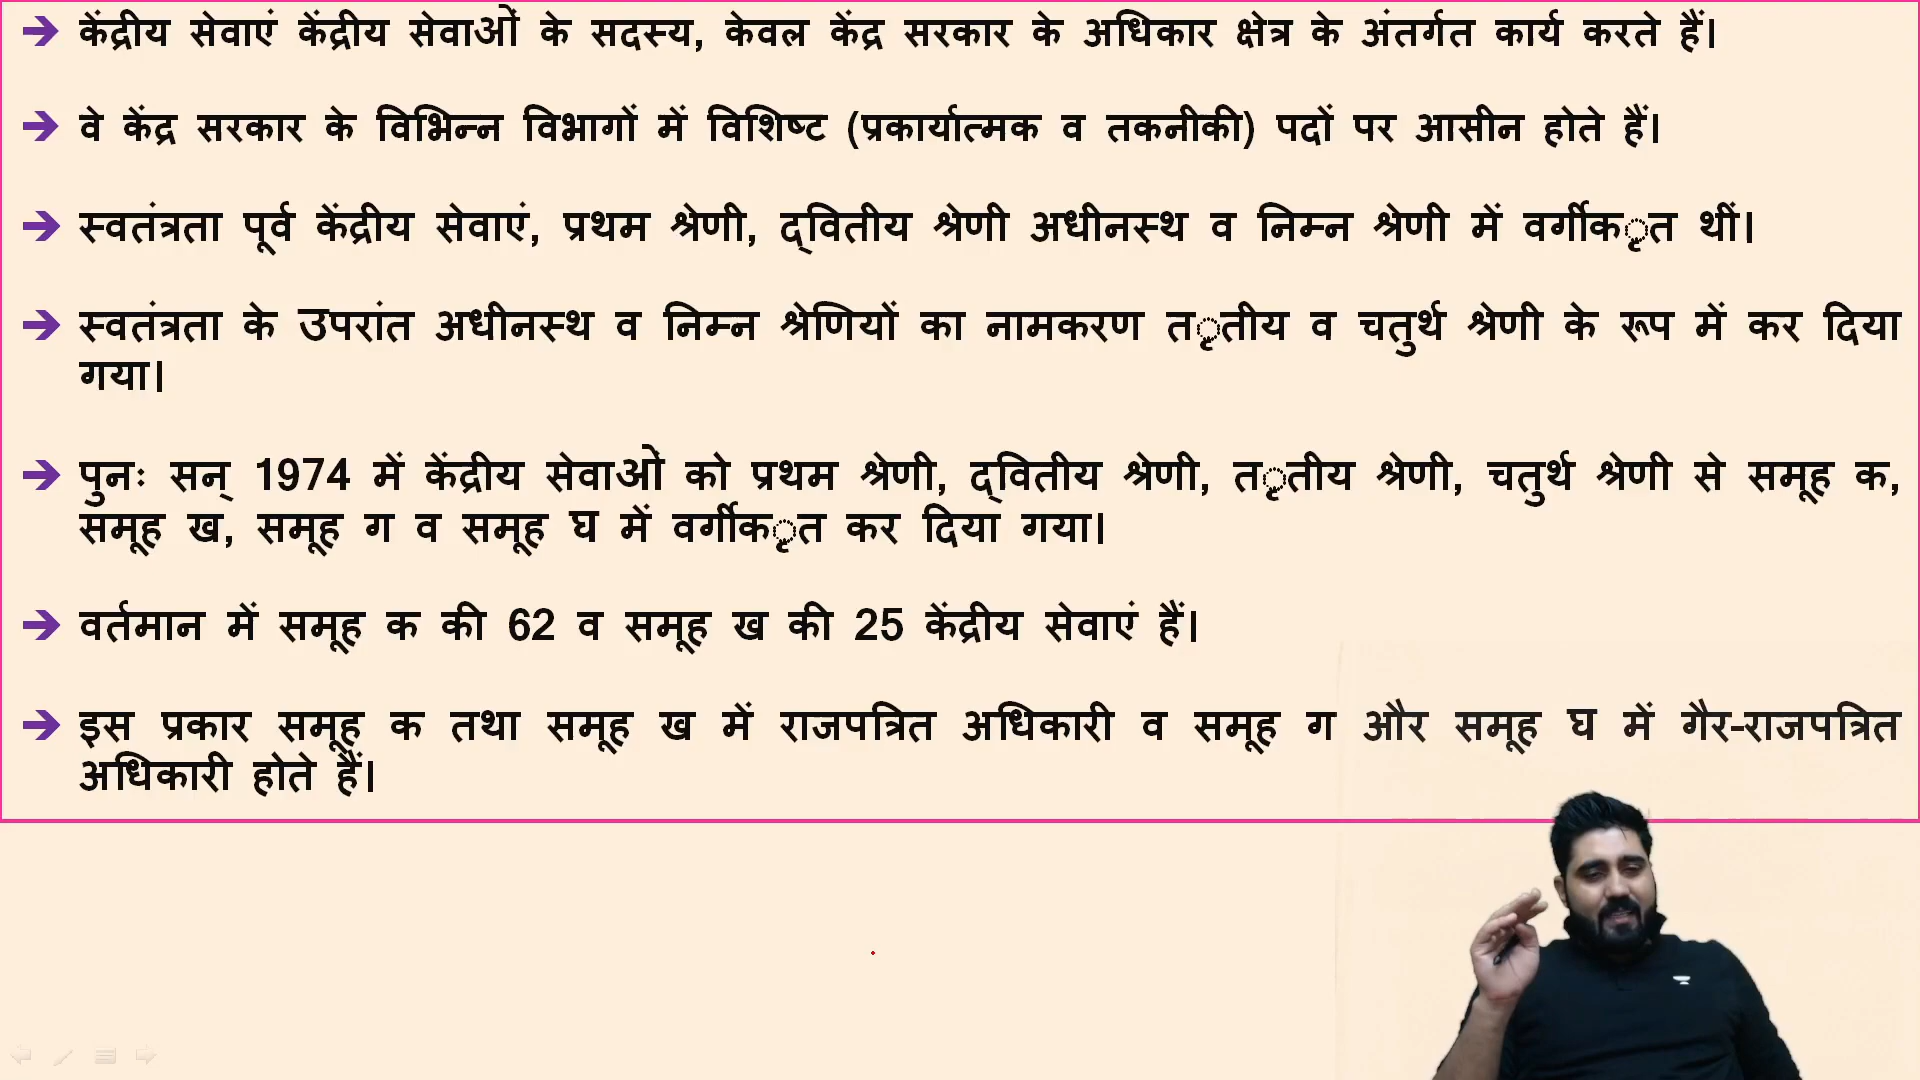 केंद्रीय सेवाएं केंद्रीय सेवाओं के सदस्य, केवल केंद्र सरकार के अधिकार क्षेत्र के अंतर्गत कार्य करते हैं।
वे केंद्र सरकार के विभिन्न विभागों में विशिष्ट (प्रकार्यात्मक व तकनीकी) पदों पर आसीन होते हैं।
स्वतंत्रता पूर्व केंद्रीय सेवाएं, प्रथम श्रेणी, द्वितीय श्रेणी अधीनस्थ व निम्न श्रेणी में वर्गीकृत थीं।
स्वतंत्रता के उपरांत अधीनस्थ व निम्न श्रेणियों का नामकरण तृतीय व चतुर्थ श्रेणी के रूप में कर दिया
गया।
पुनः सन् 1974 में केंद्रीय सेवाओं को प्रथम श्रेणी, द्वितीय श्रेणी, तृतीय श्रेणी, चतुर्थ श्रेणी से समूह क,
समूह ख, समूह ग व समूह घ में वर्गीकृत कर दिया गया।
वर्तमान में समूह क की 62 व समूह ख की 25 केंद्रीय सेवाएं हैं।
इस प्रकार समूह क तथा समूह ख में राजपत्रित अधिकारी व समूह ग और समूह घ में गैर-राजपत्रित
अधिकारी होते हैं।